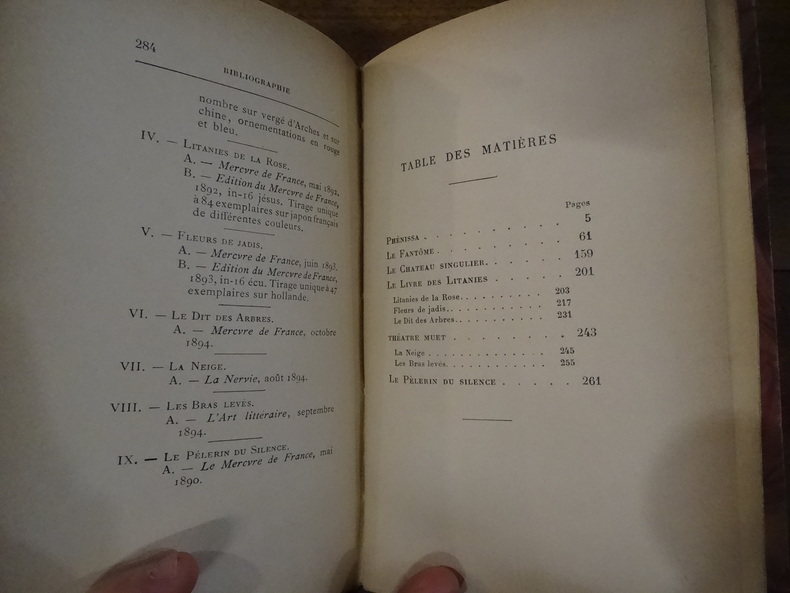 284
BIBLIOGRAPHIE
nombre sur vergé d'Arches et sur
chine, ornementations en rouge
et bleu.
IV. — LITANIES DE LA ROSE.
A. — Mercvre de France, mai 1892.
B. — Edition du Mercvre de France,
1892, in-16 jésus. Tirage unique
à 84 exemplaires sur japon français
de différentes couleurs.
V. — FLEURS DE JADIS.
A. — Mercvre de France, juin 1893.
B. — Edition du Mercvre de France,
1893, in-16 écu. Tirage unique à 47
exemplaires sur hollande.
VI. — LE DIT DES ARBRES.
A. — Mercvre de France, octobre
1894.
VII. — LA NEIGE.
A. — La Nervie, août 1894.
VIII. — LES BRAS LEVÉS.
A. — L'Art littéraire, septembre
1894.
IX. — LE PÈLERIN DU SILENCE.
A. — Le Mercvre de France, mai
1890.
TABLE DES MATIÈRES
Pages
PHÉNISSA . . . . . . . . . 5
LE FANTÔME . . . . . . . . 61
LE CHATEAU SINGULIER. . . . . . 159
LE LIVRE DES LITANIES . . . . . 201
Litanies de la Rose. . . . . . . . . 203
Fleurs de jadis. . . . . . . . . . 217
Le Dit des Arbres. . . . . . . . . 231
THÉATRE MUET . . . . . . . . 243
La Neige . . . . . . . . . . . 245
Les Bras levés. . . . . . . . . . 255
LE PÈLERIN DU SILENCE . . . . . 261